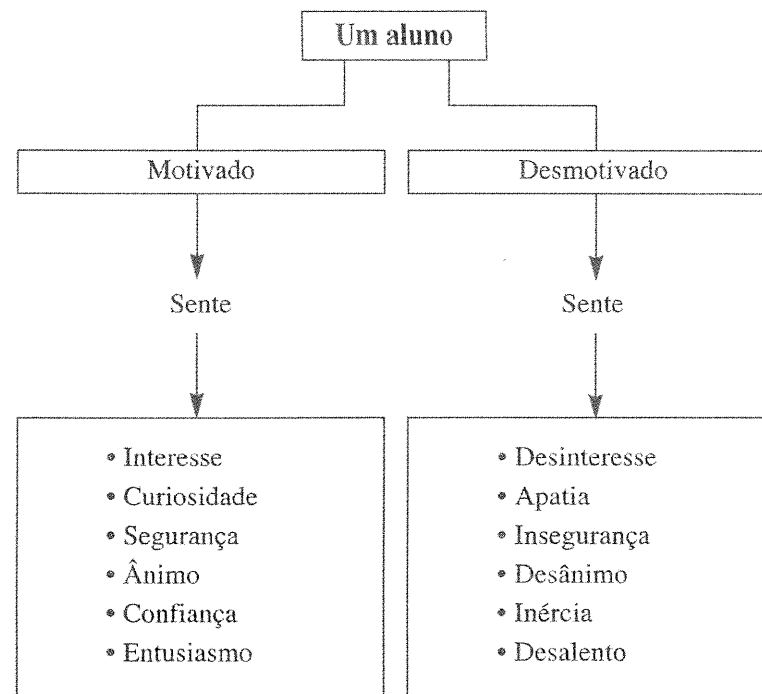 Um aluno
Motivado
Desmotivado
Sente
Sente
• Interesse
• Curiosidade
• Segurança
• Ânimo
• Confiança
• Entusiasmo
• Desinteresse
• Apatia
• Insegurança
• Desânimo
• Inércia
• Desalento